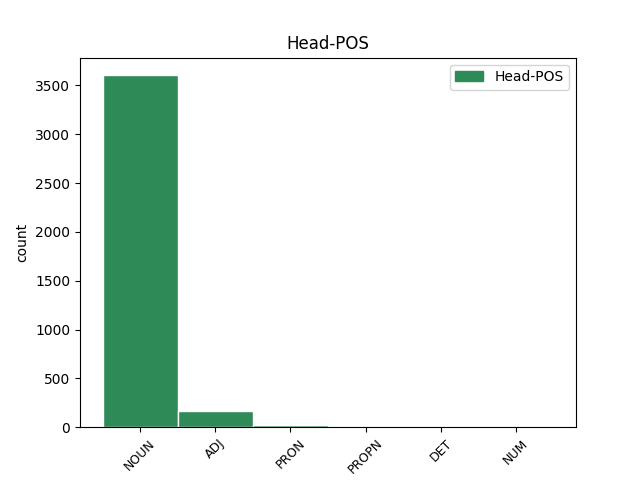 Head-POS
Head-POS
3500
3000
2500
2000
1500
1000
500
0
count
NOUN
ADJ
PRON
PROPN
DET
NUM